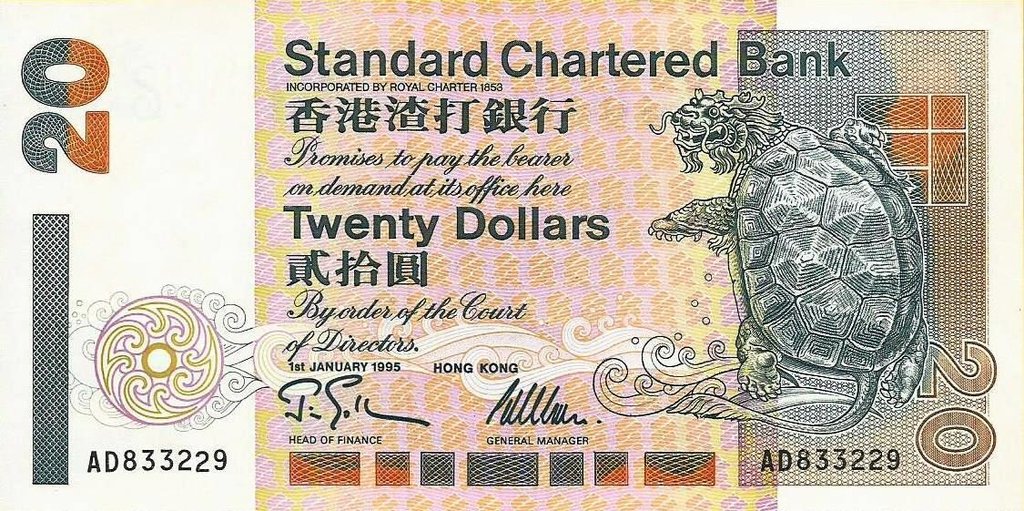 20
Standard Chartered Bank
INCORPORATED BY ROYAL CHARTER 1853
香港渣打銀行
Promises to pay the bearer
on demand at its office here
Twenty Dollars
貳拾圓
By order of the Court
of Directors.
1st JANUARY 1995 HONG KONG
HEAD OF FINANCE GENERAL MANAGER
AD833229 AD833229
20